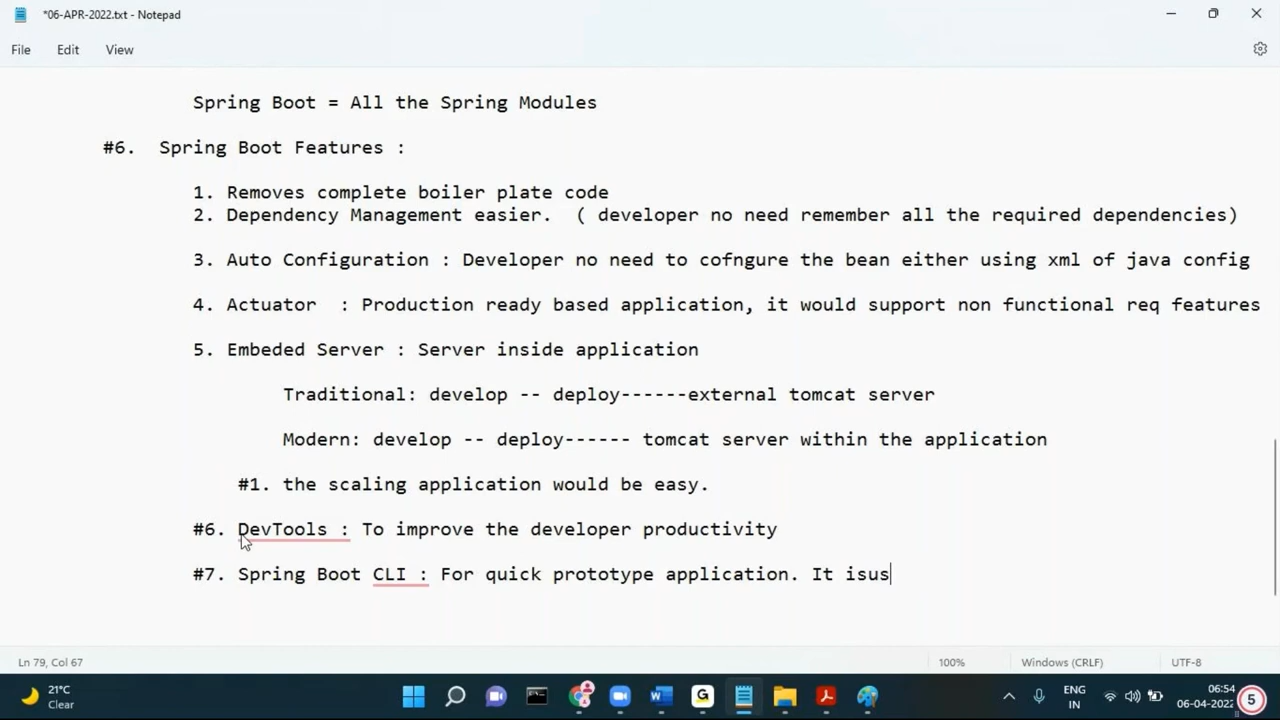 *06-APR-2022.txt - Notepad
File Edit View
Spring Boot = All the Spring Modules
#6. Spring Boot Features :
1. Removes complete boiler plate code
2. Dependency Management easier. ( developer no need remember all the required dependencies)
3. Auto Configuration : Developer no need to cofngure the bean either using xml of java config
4. Actuator : Production ready based application, it would support non functional req features
5. Embeded Server : Server inside application
Traditional: develop -- deploy------external tomcat server
Modern: develop -- deploy------ tomcat server within the application
#1. the scaling application would be easy.
#6. DevTools : To improve the developer productivity
#7. Spring Boot CLI : For quick prototype application. It isus
Ln 79, Col 67 100% Windows (CRLF) UTF-8
21°C
Clear
ENG
IN
06:54
06-04-2022
5